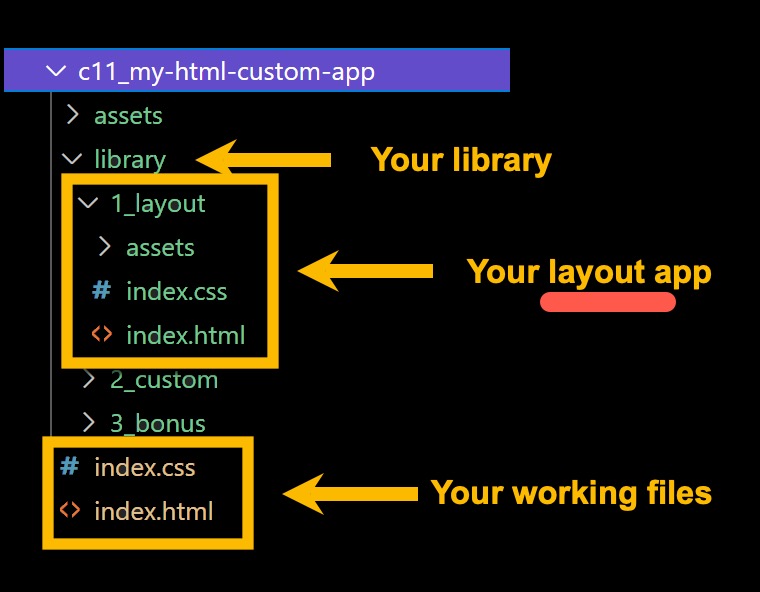 c11_my-html-custom-app
assets
library
Your library
1_layout
assets
Your layout app
# index.css
<> index.html
2_custom
3_bonus
# index.css
<> index.html
Your working files